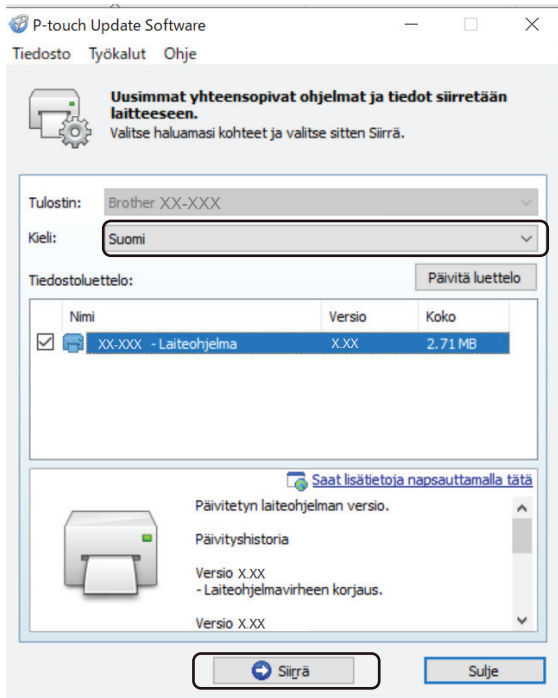 P-touch Update Software
Tiedosto Työkalut Ohje
Uusimmat yhteensopivat ohjelmat ja tiedot siirretään
laitteeseen.
Valitse haluamasi kohteet ja valitse sitten Siirrä.
Tulostin: Brother XX-XXX
Kieli: Suomi
Tiedostoluettelo: Päivitä luettelo
Nimi Versio Koko
XX-XXX - Laiteohjelma X.XX 2.71 MB
Saat lisätietoja napsauttamalla tätä
Päivitetyn laiteohjelman versio.
Päivityshistoria
Versio X.XX
- Laiteohjelmavirheen korjaus.
Versio X.XX
Siirrä Sulje